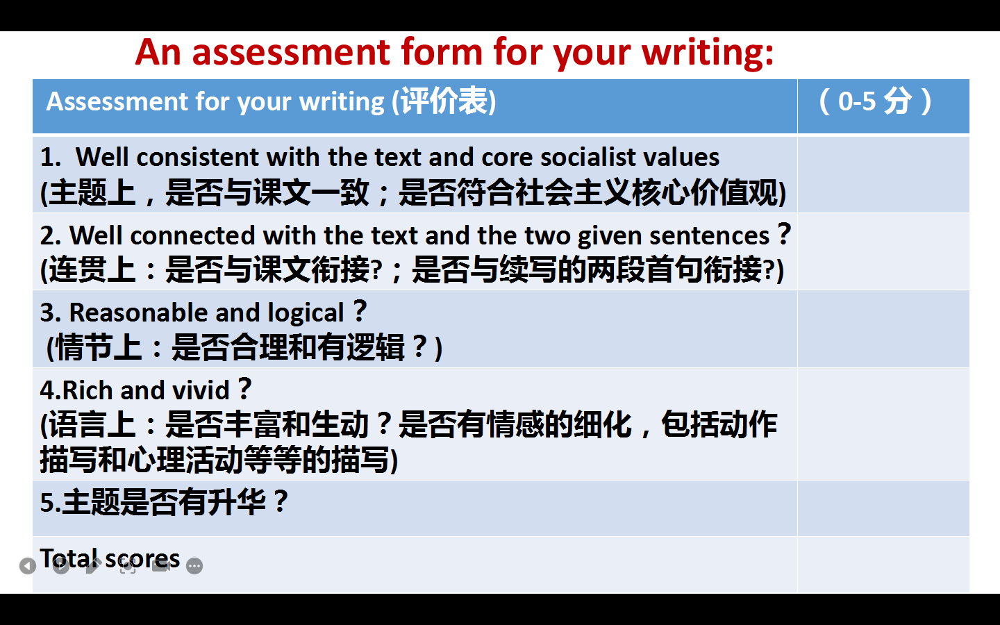 An assessment form for your writing:
Assessment for your writing (评价表)
（0-5 分）
1.  Well consistent with the text and core socialist values
(主题上，是否与课文一致；是否符合社会主义核心价值观)
2. Well connected with the text and the two given sentences？
(连贯上：是否与课文衔接?；是否与续写的两段首句衔接?)
3. Reasonable and logical？
(情节上：是否合理和有逻辑？)
4.Rich and vivid？
(语言上：是否丰富和生动？是否有情感的细化，包括动作
描写和心理活动等等的描写)
5.主题是否有升华？
Total scores